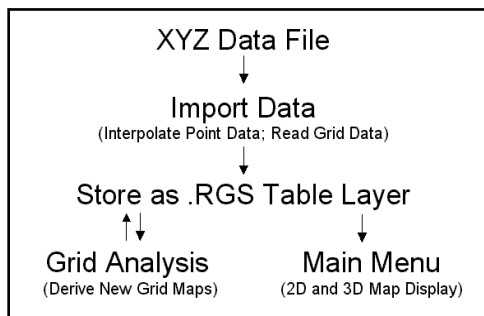 XYZ Data File
Import Data
(Interpolate Point Data; Read Grid Data)
Store as .RGS Table Layer
Grid Analysis
(Derive New Grid Maps)
Main Menu
(2D and 3D Map Display)